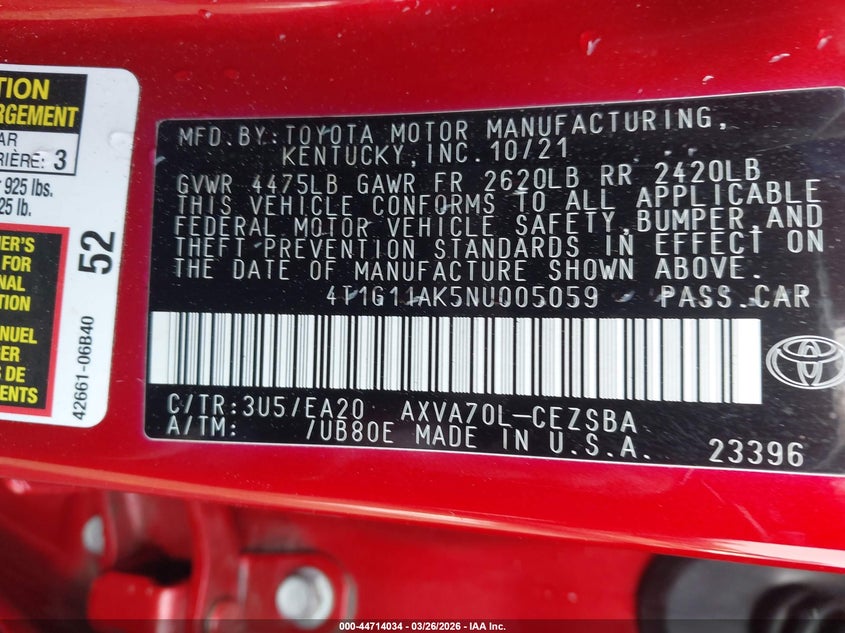 TION
RGEMENT
AR
RIÈRE: 3
925 lbs.
25 lb.
ER'S
FOR
NAL
TION
NUEL
ER
S DE
ENTS
52
42661-06B40
MFD. BY: TOYOTA MOTOR MANUFACTURING,
KENTUCKY, INC. 10/21
GVWR 4475LB GAWR FR 2620LB RR 2420LB
THIS VEHICLE CONFORMS TO ALL APPLICABLE
FEDERAL MOTOR VEHICLE SAFETY, BUMPER, AND
THEFT PREVENTION STANDARDS IN EFFECT ON
THE DATE OF MANUFACTURE SHOWN ABOVE.
4T1G11AK5NU005059 PASS. CAR
C/TR: 3U5/EA20 AXVA70L-CEZSBA
A/TM: /UB80E MADE IN U.S.A.
23396
000-44714034 | 03/26/2026 - IAA Inc.